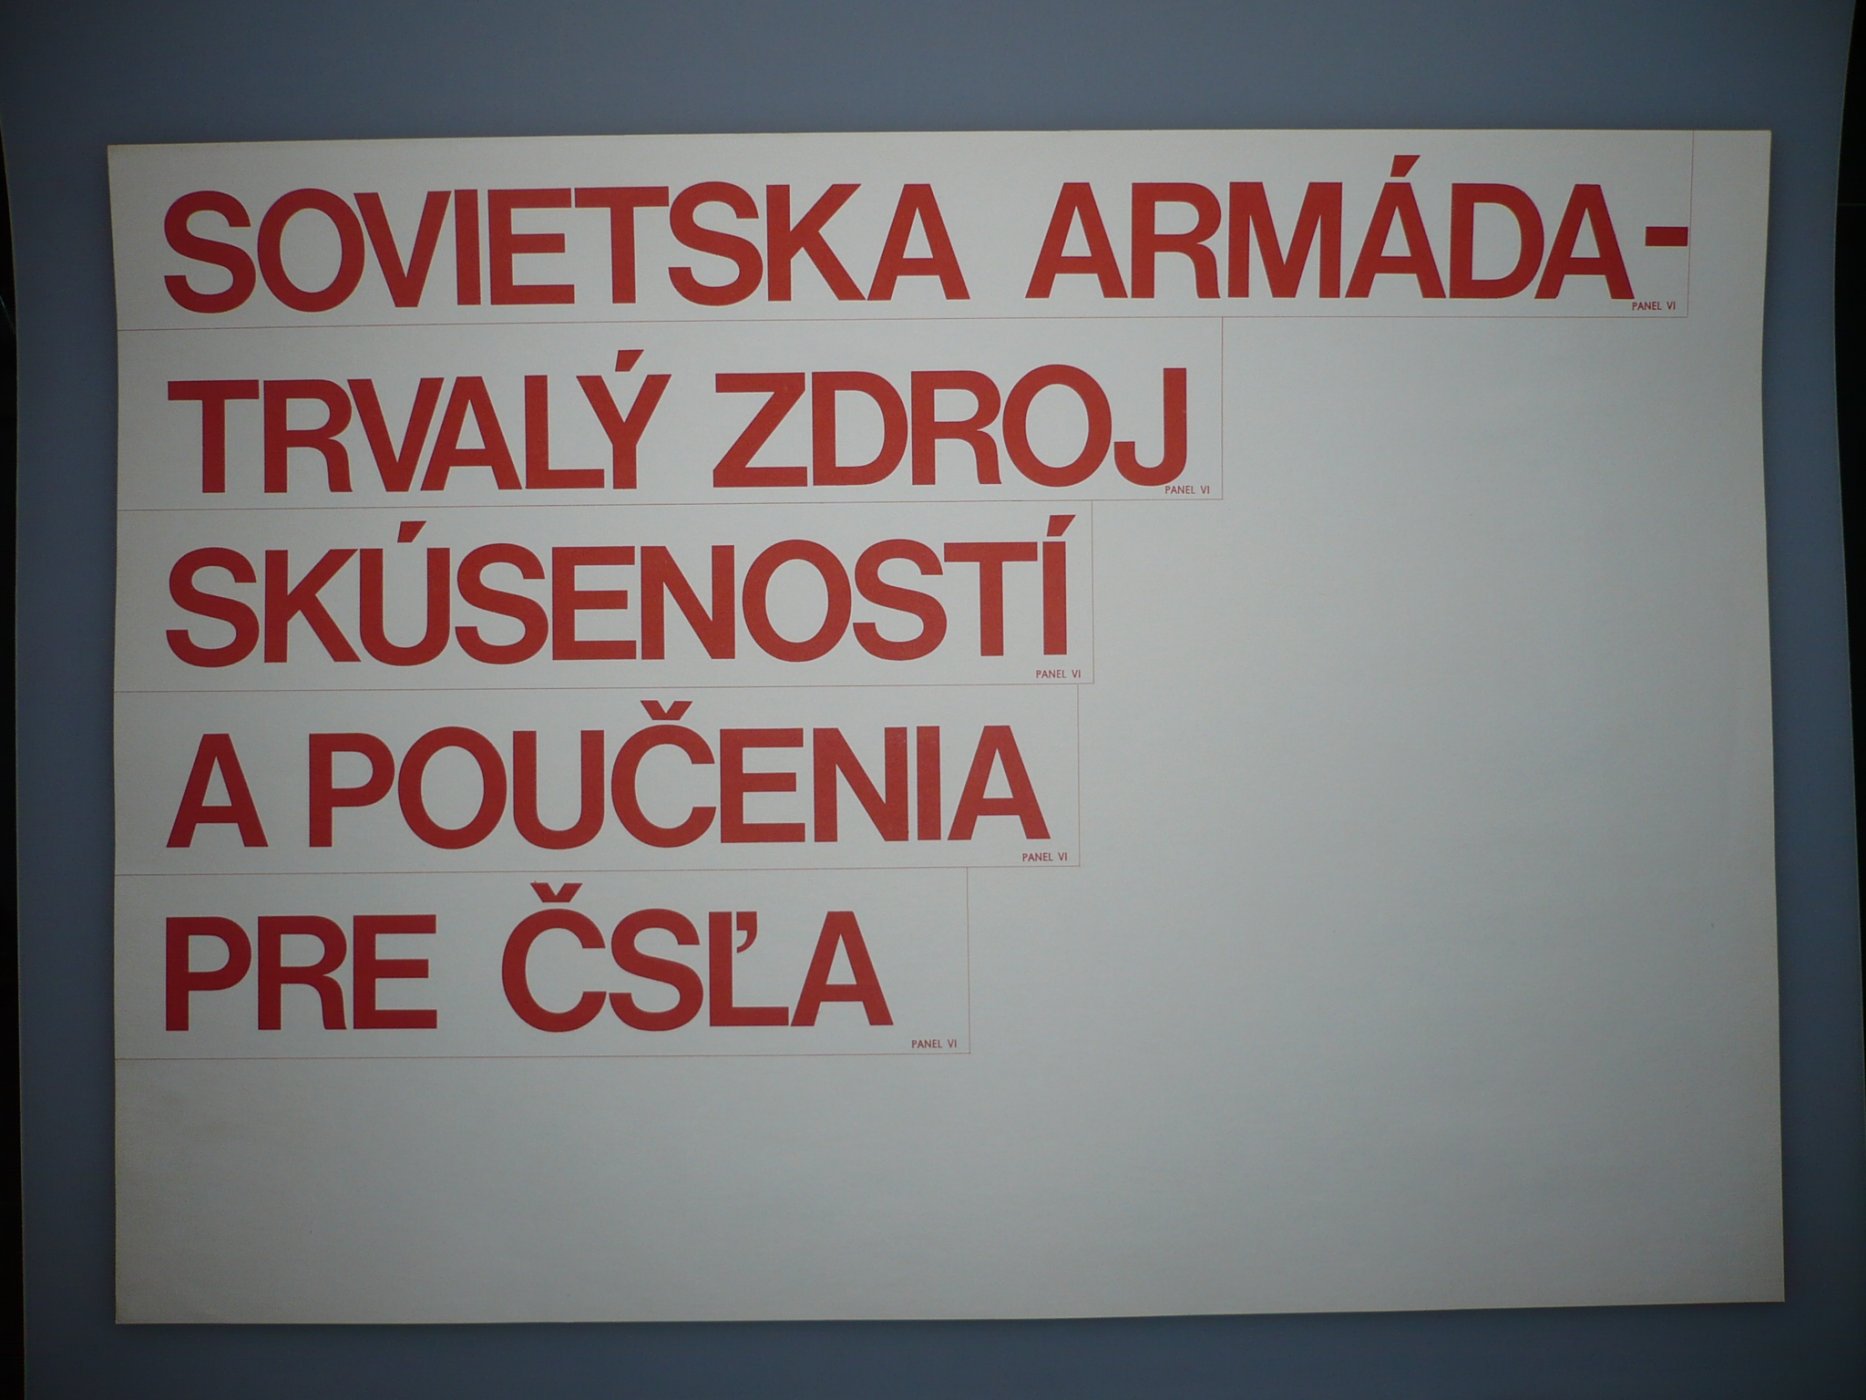 SOVIETSKA ARMÁDA-
PANEL VI
TRVALÝ ZDROJ
PANEL VI
SKÚSENOSTÍ
PANEL VI
A POUČENIA
PANEL VI
PRE ČSĽA
PANEL VI